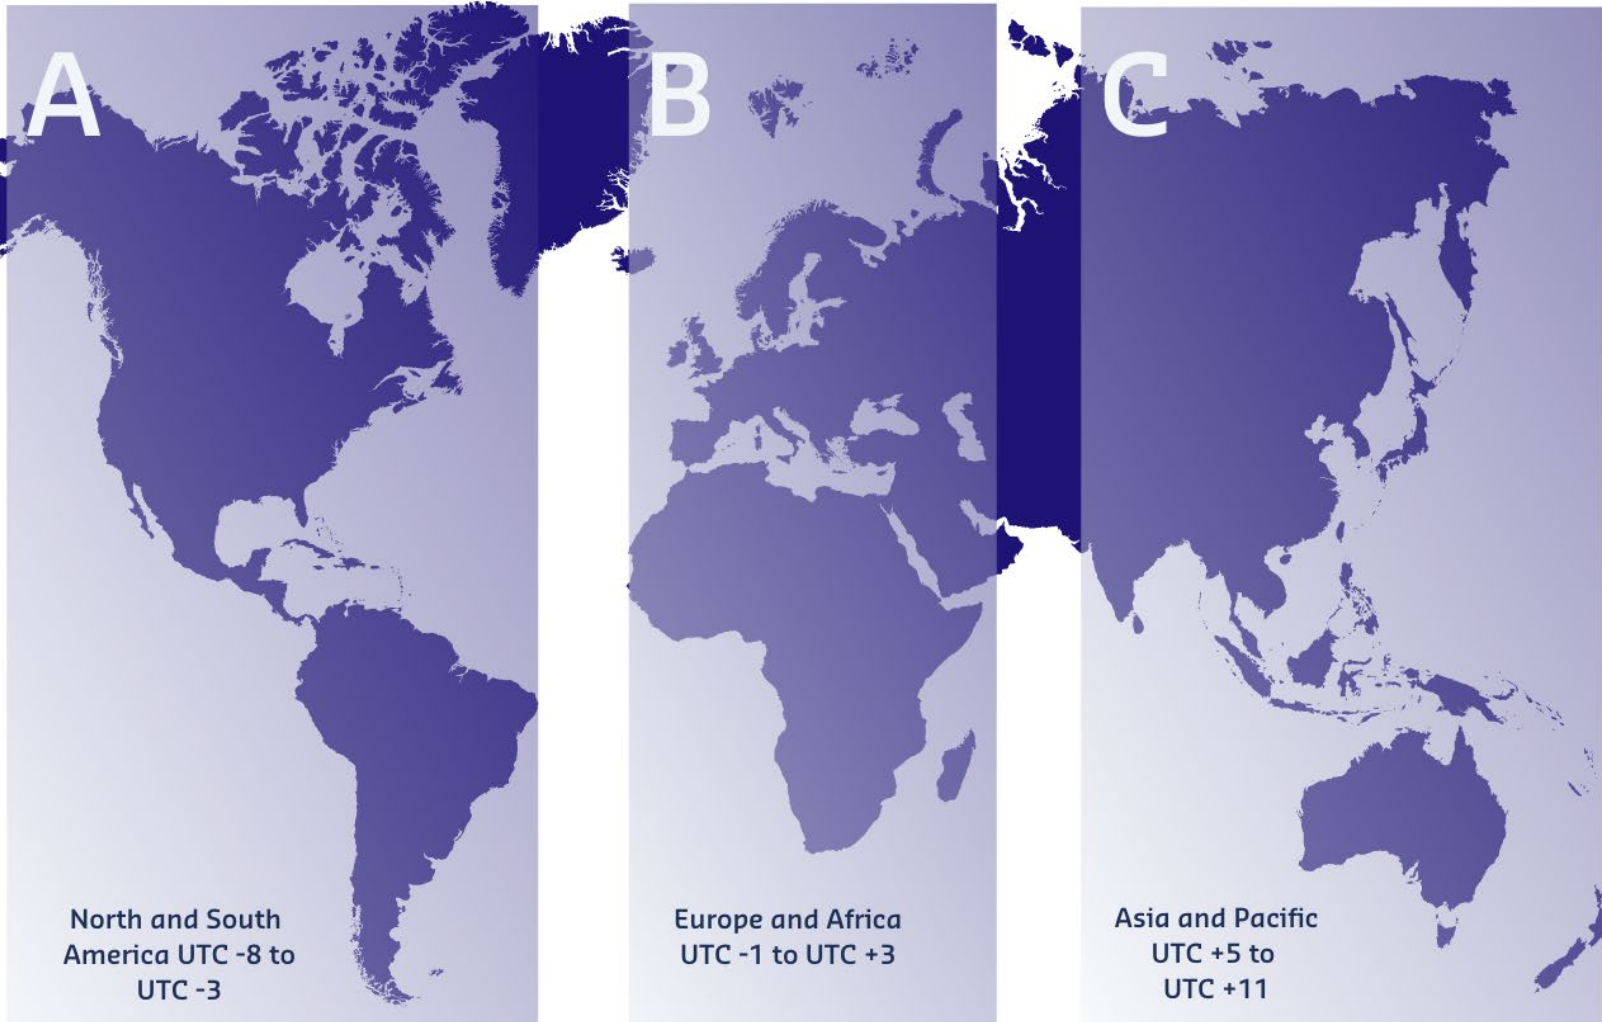 A
North and South
America UTC -8 to
UTC -3
B
Europe and Africa
UTC -1 to UTC +3
C
Asia and Pacific
UTC +5 to
UTC +11